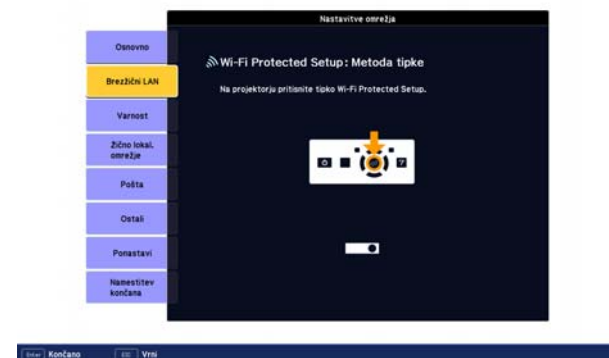 Nastavitve omrežja
Osnovno
Brezžični LAN
Varnost
Žično lokal.
omrežje
Pošta
Ostali
Ponastavi
Namestitev
končana
Wi-Fi Protected Setup: Metoda tipke
Na projektorju pritisnite tipko Wi-Fi Protected Setup.
?
Enter Končano
ESC Vrni